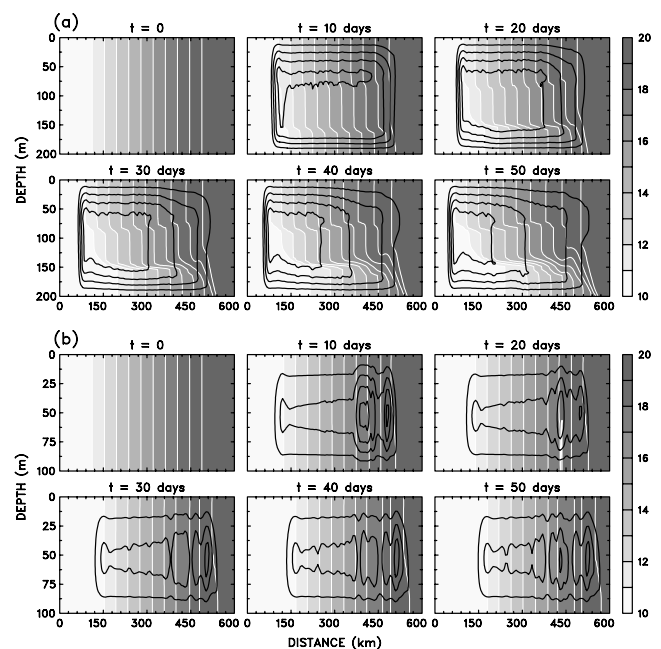 (a)
t = 0
t = 10 days
t = 20 days
0
50
100
150
200
20
18
16
14
12
10
DEPTH (m)
t = 30 days
t = 40 days
t = 50 days
0
50
100
150
200
0 150 300 450 600
0 150 300 450 600
0 150 300 450 600
(b)
t = 0
t = 10 days
t = 20 days
0
25
50
75
100
20
18
16
14
12
10
DEPTH (m)
t = 30 days
t = 40 days
t = 50 days
0
25
50
75
100
0 150 300 450 600
0 150 300 450 600
0 150 300 450 600
DISTANCE (km)